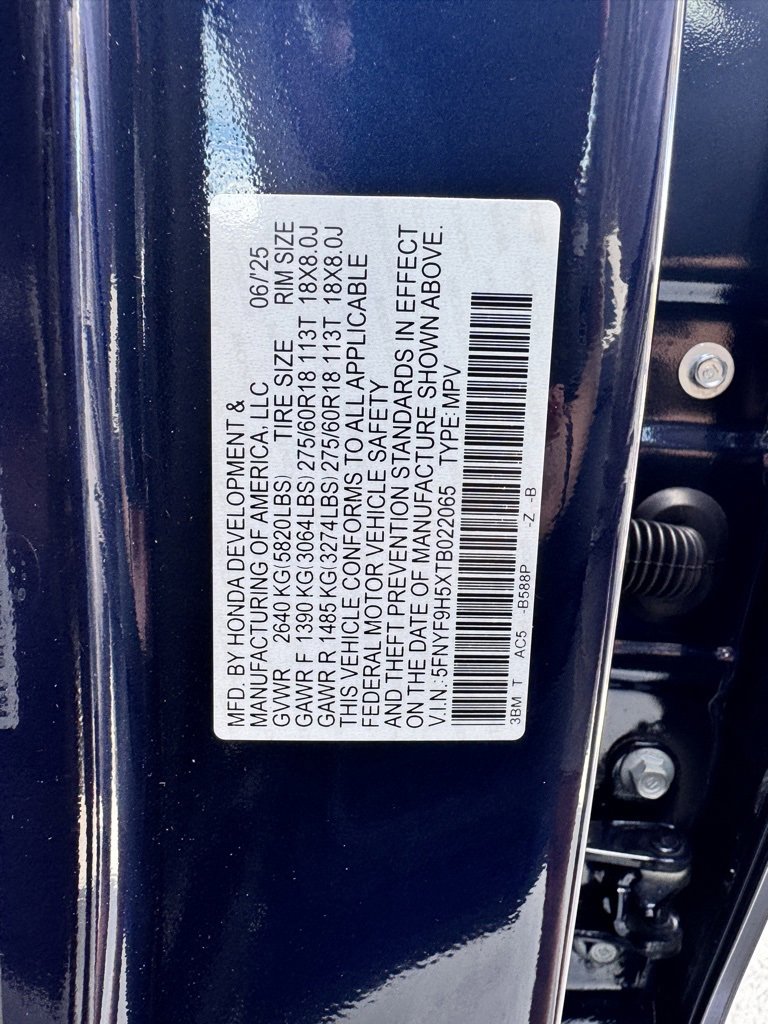 MFD. BY HONDA DEVELOPMENT &
MANUFACTURING OF AMERICA, LLC 06/'25
GVWR 2640 KG(5820LBS) TIRE SIZE RIM SIZE
GAWR F 1390 KG(3064LBS)275/60R18 113T 18X8.0J
GAWR R 1485 KG(3274LBS)275/60R18 113T 18X8.0J
THIS VEHICLE CONFORMS TO ALL APPLICABLE
FEDERAL MOTOR VEHICLE SAFETY
AND THEFT PREVENTION STANDARDS IN EFFECT
ON THE DATE OF MANUFACTURE SHOWN ABOVE.
V.I.N.: 5FNYF9H5XTB022065 TYPE: MPV
3BM T AC5 -B588P -Z -B